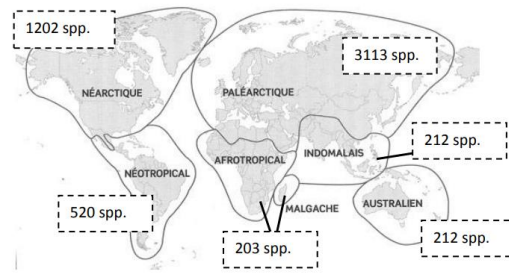 1202 spp.
3113 spp.
NÉARCTIQUE
PALÉARCTIQUE
212 spp.
AFROTROPICAL
INDOMALAIS
NÉOTROPICAL
520 spp.
MALGACHE
AUSTRALIEN
203 spp.
212 spp.